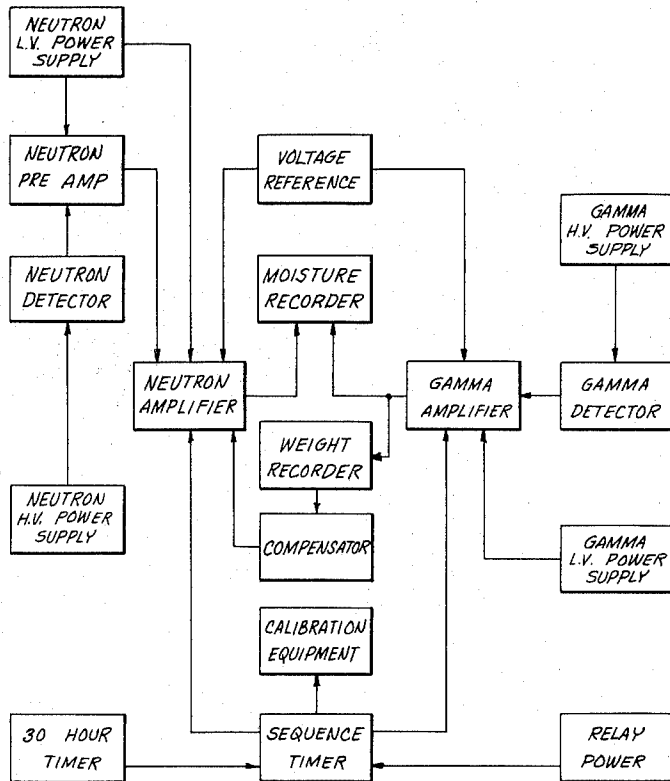 NEUTRON
L.V. POWER
SUPPLY
NEUTRON
PRE AMP
VOLTAGE
REFERENCE
GAMMA
H.V. POWER
SUPPLY
NEUTRON
DETECTOR
MOISTURE
RECORDER
NEUTRON
AMPLIFIER
GAMMA
AMPLIFIER
GAMMA
DETECTOR
WEIGHT
RECORDER
NEUTRON
H.V. POWER
SUPPLY
COMPENSATOR
GAMMA
L.V. POWER
SUPPLY
CALIBRATION
EQUIPMENT
30 HOUR
TIMER
SEQUENCE
TIMER
RELAY
POWER